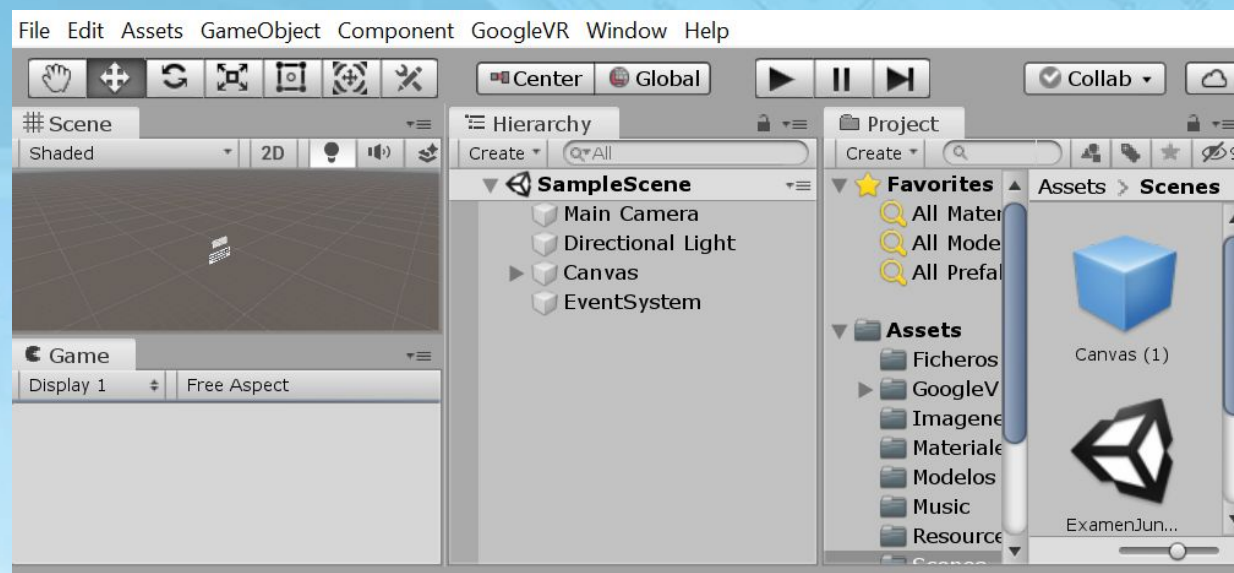 File Edit Assets GameObject Component GoogleVR Window Help
Center Global Collab
Scene
Shaded 2D
Game
Display 1 Free Aspect
Hierarchy
Create All
SampleScene
Main Camera
Directional Light
Canvas
EventSystem
Project
Create 9
Favorites
All Mater
All Mode
All Prefal
Assets
Ficheros
GoogleV
Imagene
Materiale
Modelos
Music
Resource
Scenes
Assets > Scenes
Canvas (1)
ExamenJun...